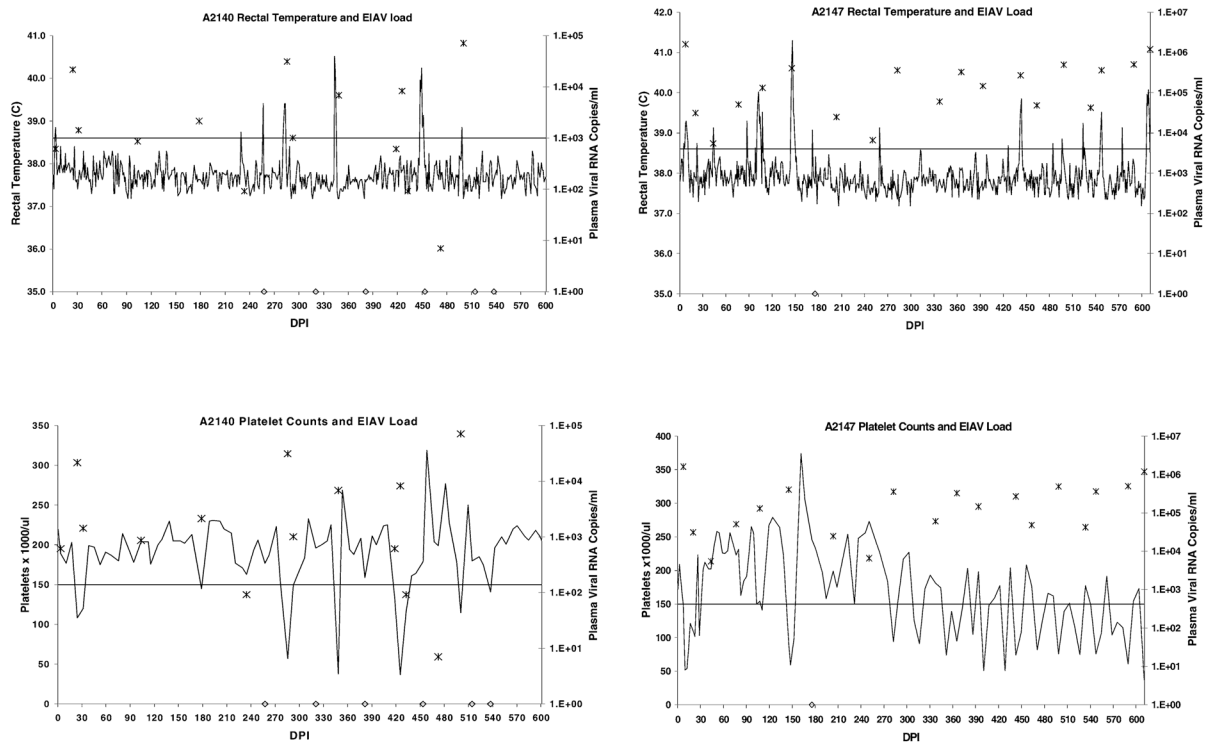 A2140 Rectal Temperature and EIAV load
41.0
40.0
39.0
38.0
37.0
36.0
35.0
Rectal Temperature (C)
1.E+05
1.E+04
1.E+03
1.E+02
1.E+01
1.E+00
Plasma Viral RNA Copies/ml
0 30 60 90 120 150 180 210 240 270 300 330 360 390 420 450 480 510 540 570 600
DPI
A2147 Rectal Temperature and EIAV Load
42.0
41.0
40.0
39.0
38.0
37.0
36.0
35.0
Rectal Temperature (C)
1.E+07
1.E+06
1.E+05
1.E+04
1.E+03
1.E+02
1.E+01
1.E+00
Plasma Viral RNA Copies/ml
0 30 60 90 120 150 180 210 240 270 300 330 360 390 420 450 480 510 540 570 600
DPI
A2140 Platelet Counts and EIAV Load
350
300
250
200
150
100
50
0
Platelets x 1000/ul
1.E+05
1.E+04
1.E+03
1.E+02
1.E+01
1.E+00
Plasma Viral RNA Copies/ml
0 30 60 90 120 150 180 210 240 270 300 330 360 390 420 450 480 510 540 570 600
DPI
A2147 Platelet Counts and EIAV Load
400
350
300
250
200
150
100
50
0
Platelets x1000/ul
1.E+07
1.E+06
1.E+05
1.E+04
1.E+03
1.E+02
1.E+01
1.E+00
Plasma Viral RNA Copies/ml
0 30 60 90 120 150 180 210 240 270 300 330 360 390 420 450 480 510 540 570 600
DPI